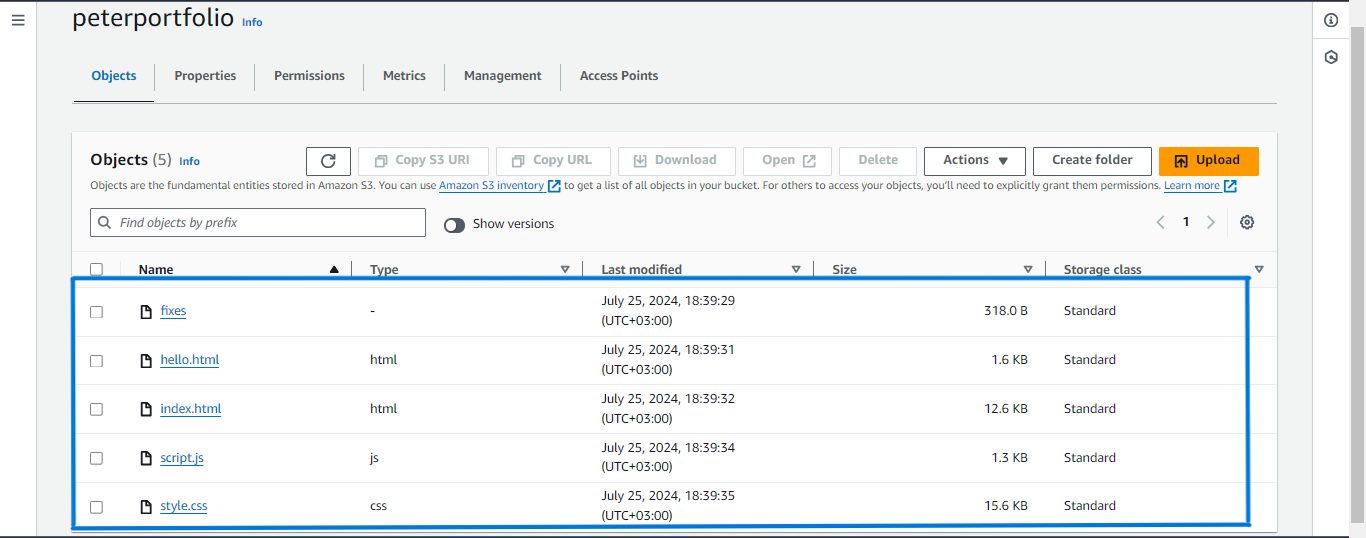 peterportfolio Info
Objects Properties Permissions Metrics Management Access Points
Objects (5) Info Copy S3 URI Copy URL Download Open Delete Actions Create folder Upload
Objects are the fundamental entities stored in Amazon S3. You can use Amazon S3 inventory to get a list of all objects in your bucket. For others to access your objects, you'll need to explicitly grant them permissions. Learn more
Find objects by prefix Show versions 1
Name Type Last modified Size Storage class
fixes - July 25, 2024, 18:39:29 318.0 B Standard
(UTC+03:00)
hello.html html July 25, 2024, 18:39:31 1.6 KB Standard
(UTC+03:00)
index.html html July 25, 2024, 18:39:32 12.6 KB Standard
(UTC+03:00)
script.js js July 25, 2024, 18:39:34 1.3 KB Standard
(UTC+03:00)
style.css css July 25, 2024, 18:39:35 15.6 KB Standard
(UTC+03:00)